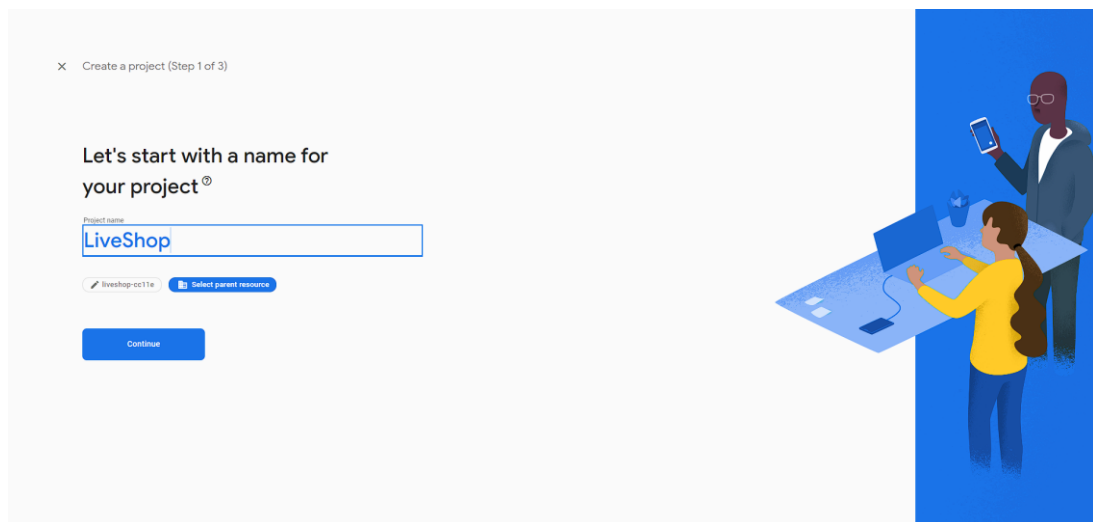 Create a project (Step 1 of 3)
Let's start with a name for
your project
Project name
LiveShop
liveshop-cc11e
Select parent resource
Continue